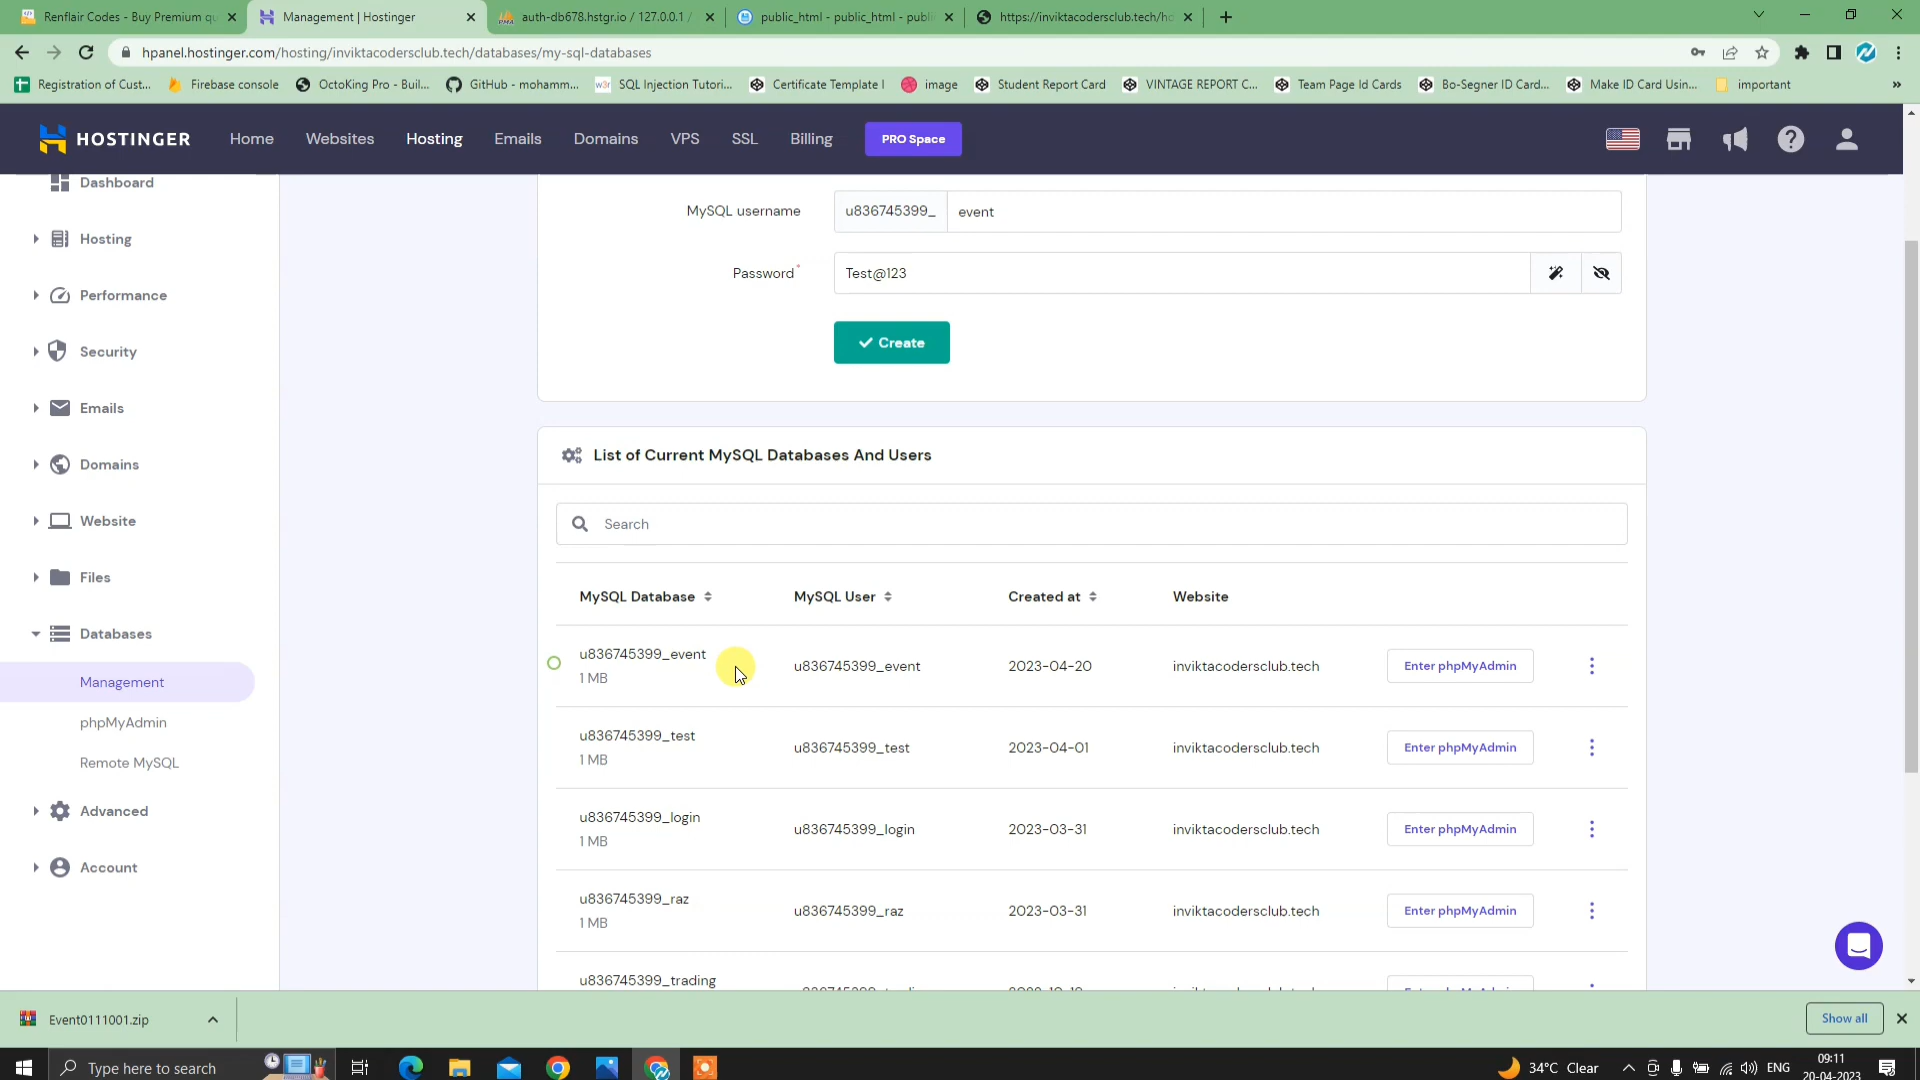 Renflair Codes - Buy Premium qu
Management | Hostinger
auth-db678.hstgr.io / 127.0.0.1 /
public_html - public_html - publi
https://inviktacodersclub.tech/ho
hpanel.hostinger.com/hosting/inviktacodersclub.tech/databases/my-sql-databases
Registration of Cust...
Firebase console
OctoKing Pro - Buil...
GitHub - mohamm...
SQL Injection Tutori...
Certificate Template I
image
Student Report Card
VINTAGE REPORT C...
Team Page Id Cards
Bo-Segner ID Card...
Make ID Card Usin...
important
HOSTINGER
Home
Websites
Hosting
Emails
Domains
VPS
SSL
Billing
PRO Space
Dashboard
Hosting
Performance
Security
Emails
Domains
Website
Files
Databases
Management
phpMyAdmin
Remote MySQL
Advanced
Account
MySQL username
u836745399_
event
Password*
Test@123
Create
List of Current MySQL Databases And Users
Search
MySQL Database
MySQL User
Created at
Website
u836745399_event
1 MB
u836745399_event
2023-04-20
inviktacodersclub.tech
Enter phpMyAdmin
u836745399_test
1 MB
u836745399_test
2023-04-01
inviktacodersclub.tech
Enter phpMyAdmin
u836745399_login
1 MB
u836745399_login
2023-03-31
inviktacodersclub.tech
Enter phpMyAdmin
u836745399_raz
1 MB
u836745399_raz
2023-03-31
inviktacodersclub.tech
Enter phpMyAdmin
u836745399_trading
Event0111001.zip
Show all
Type here to search
34°C Clear
ENG
09:11
20-04-2023